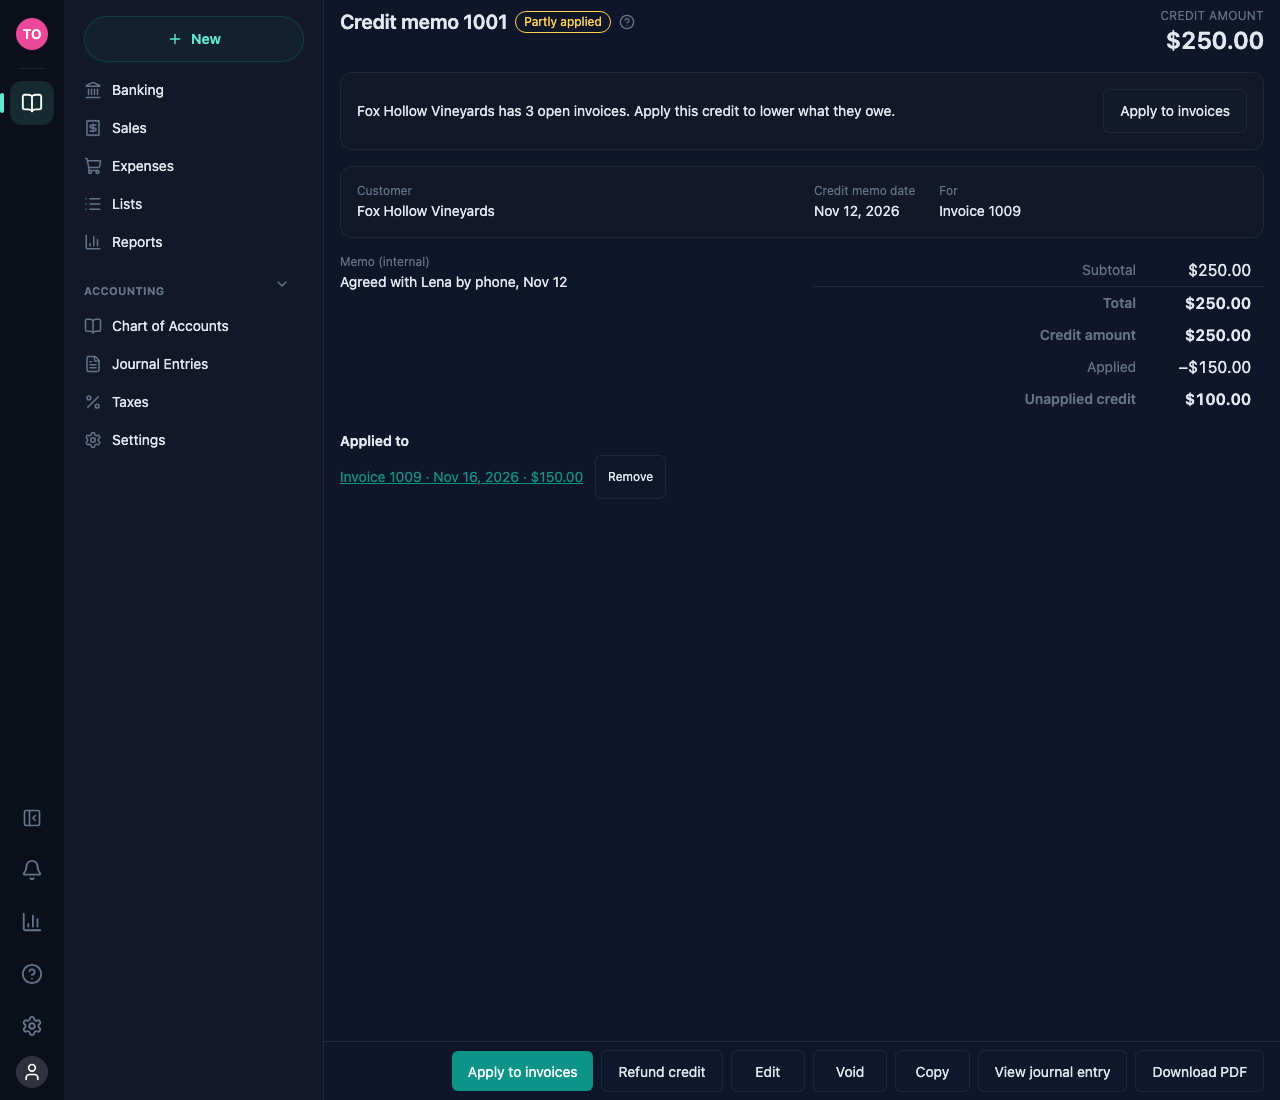 TO
New
Banking
Sales
Expenses
Lists
Reports
ACCOUNTING
Chart of Accounts
Journal Entries
Taxes
Settings
Credit memo 1001 Partly applied
CREDIT AMOUNT
$250.00
Fox Hollow Vineyards has 3 open invoices. Apply this credit to lower what they owe.
Apply to invoices
Customer
Fox Hollow Vineyards
Credit memo date
Nov 12, 2026
For
Invoice 1009
Memo (internal)
Agreed with Lena by phone, Nov 12
Subtotal $250.00
Total $250.00
Credit amount $250.00
Applied –$150.00
Unapplied credit $100.00
Applied to
Invoice 1009 · Nov 16, 2026 · $150.00 Remove
Apply to invoices Refund credit Edit Void Copy View journal entry Download PDF